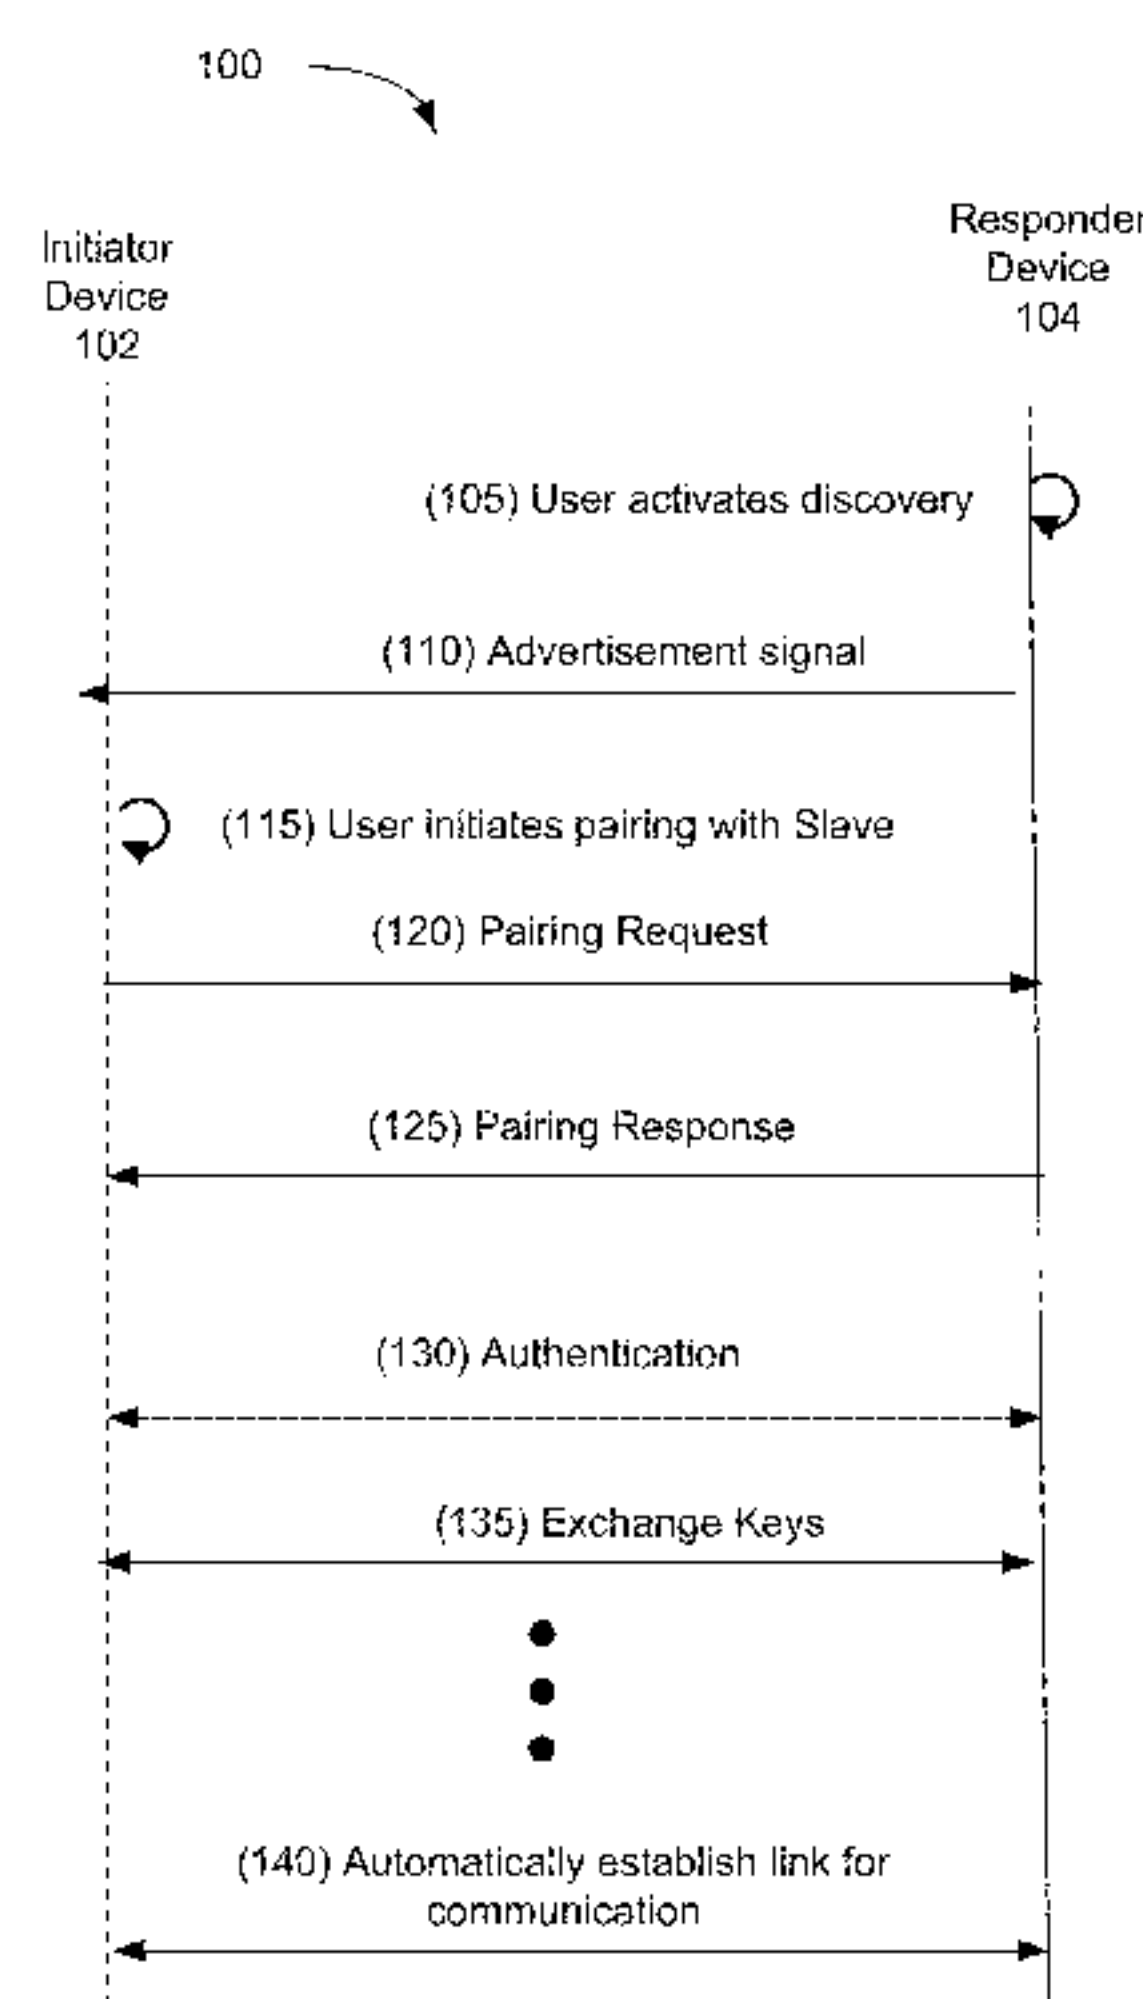 100
Initiator
Device
102
Responder
Device
104
(105) User activates discovery
(110) Advertisement signal
(115) User initiates pairing with Slave
(120) Pairing Request
(125) Pairing Response
(130) Authentication
(135) Exchange Keys
(140) Automatically establish link for
communication